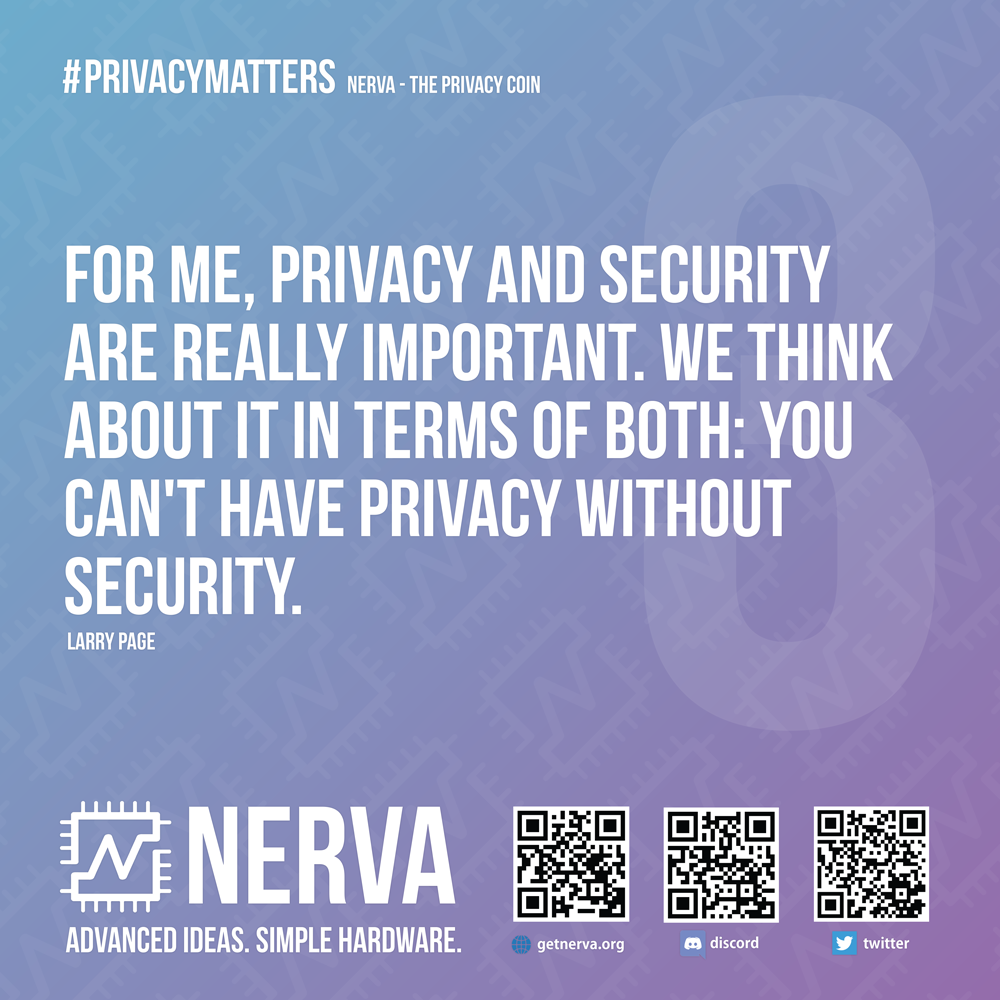 #PRIVACYMATTERS NERVA - THE PRIVACY COIN
3
FOR ME, PRIVACY AND SECURITY
ARE REALLY IMPORTANT. WE THINK
ABOUT IT IN TERMS OF BOTH: YOU
CAN'T HAVE PRIVACY WITHOUT
SECURITY.
LARRY PAGE
NERVA
ADVANCED IDEAS. SIMPLE HARDWARE.
getnerva.org discord twitter